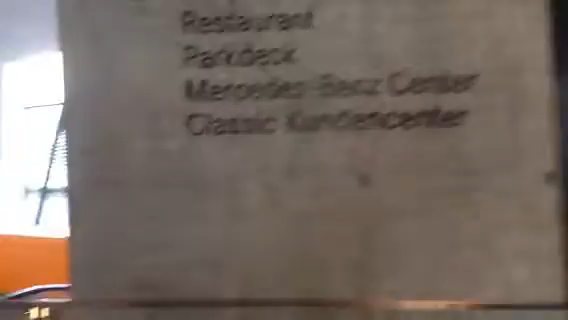 Restaurant
Parkdeck
Mercedes-Benz Center
Classic Kundencenter